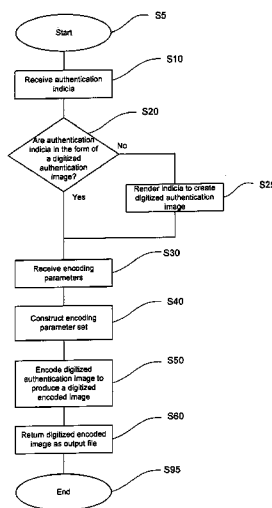 Start
S5
S10
Receive authentication
indicia
S20
Are authentication
indicia in the form of
a digitized
authentication
image?
No
Yes
S25
Render indicia to create
digitized authentication
image
S30
Receive encoding
parameters
S40
Construct encoding
parameter set
S50
Encode digitized
authentication image to
produce a digitized
encoded image
S60
Return digitized encoded
image as output file
S95
End